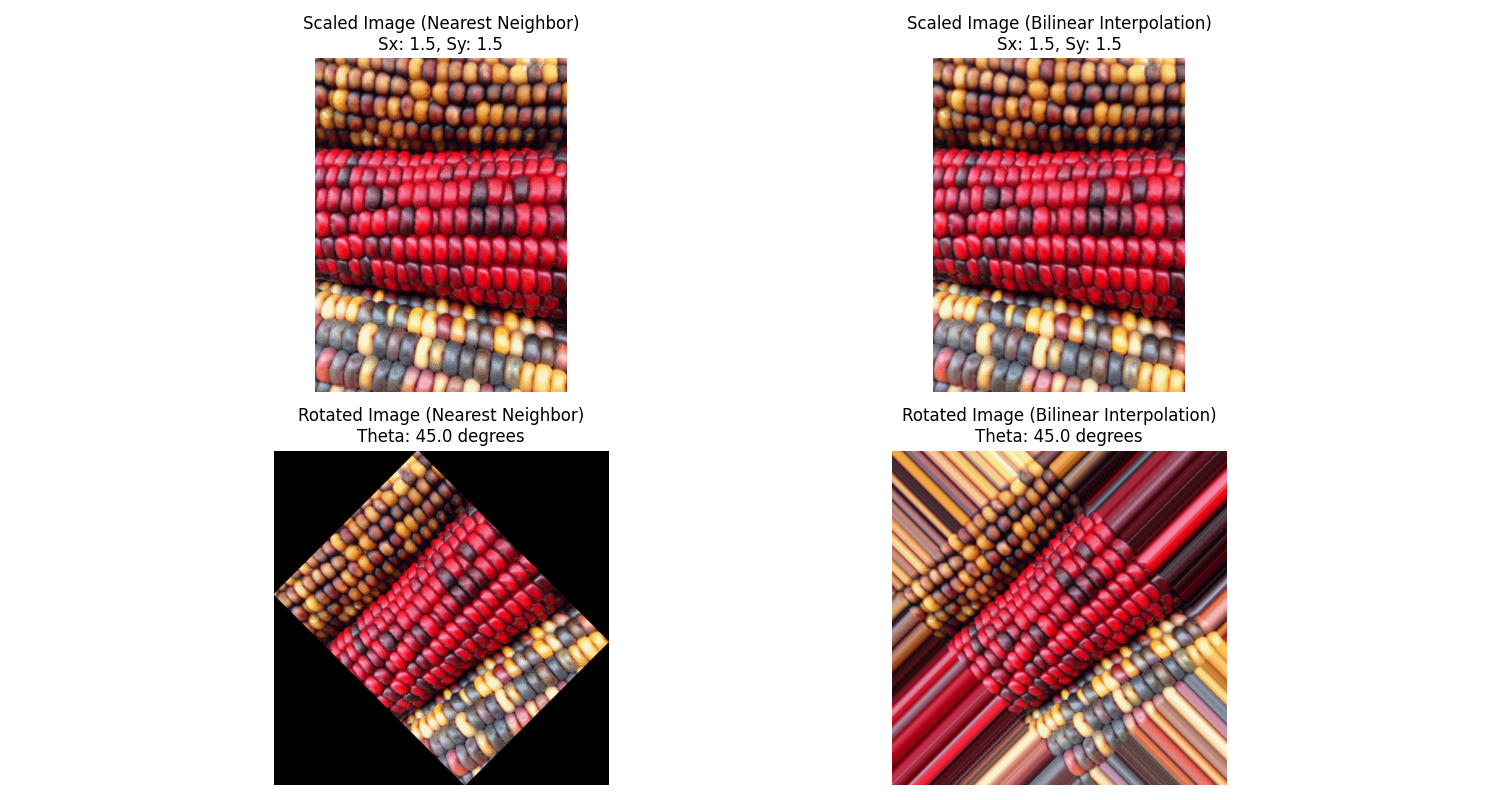 Scaled Image (Nearest Neighbor)
Sx: 1.5, Sy: 1.5
Scaled Image (Bilinear Interpolation)
Sx: 1.5, Sy: 1.5
Rotated Image (Nearest Neighbor)
Theta: 45.0 degrees
Rotated Image (Bilinear Interpolation)
Theta: 45.0 degrees